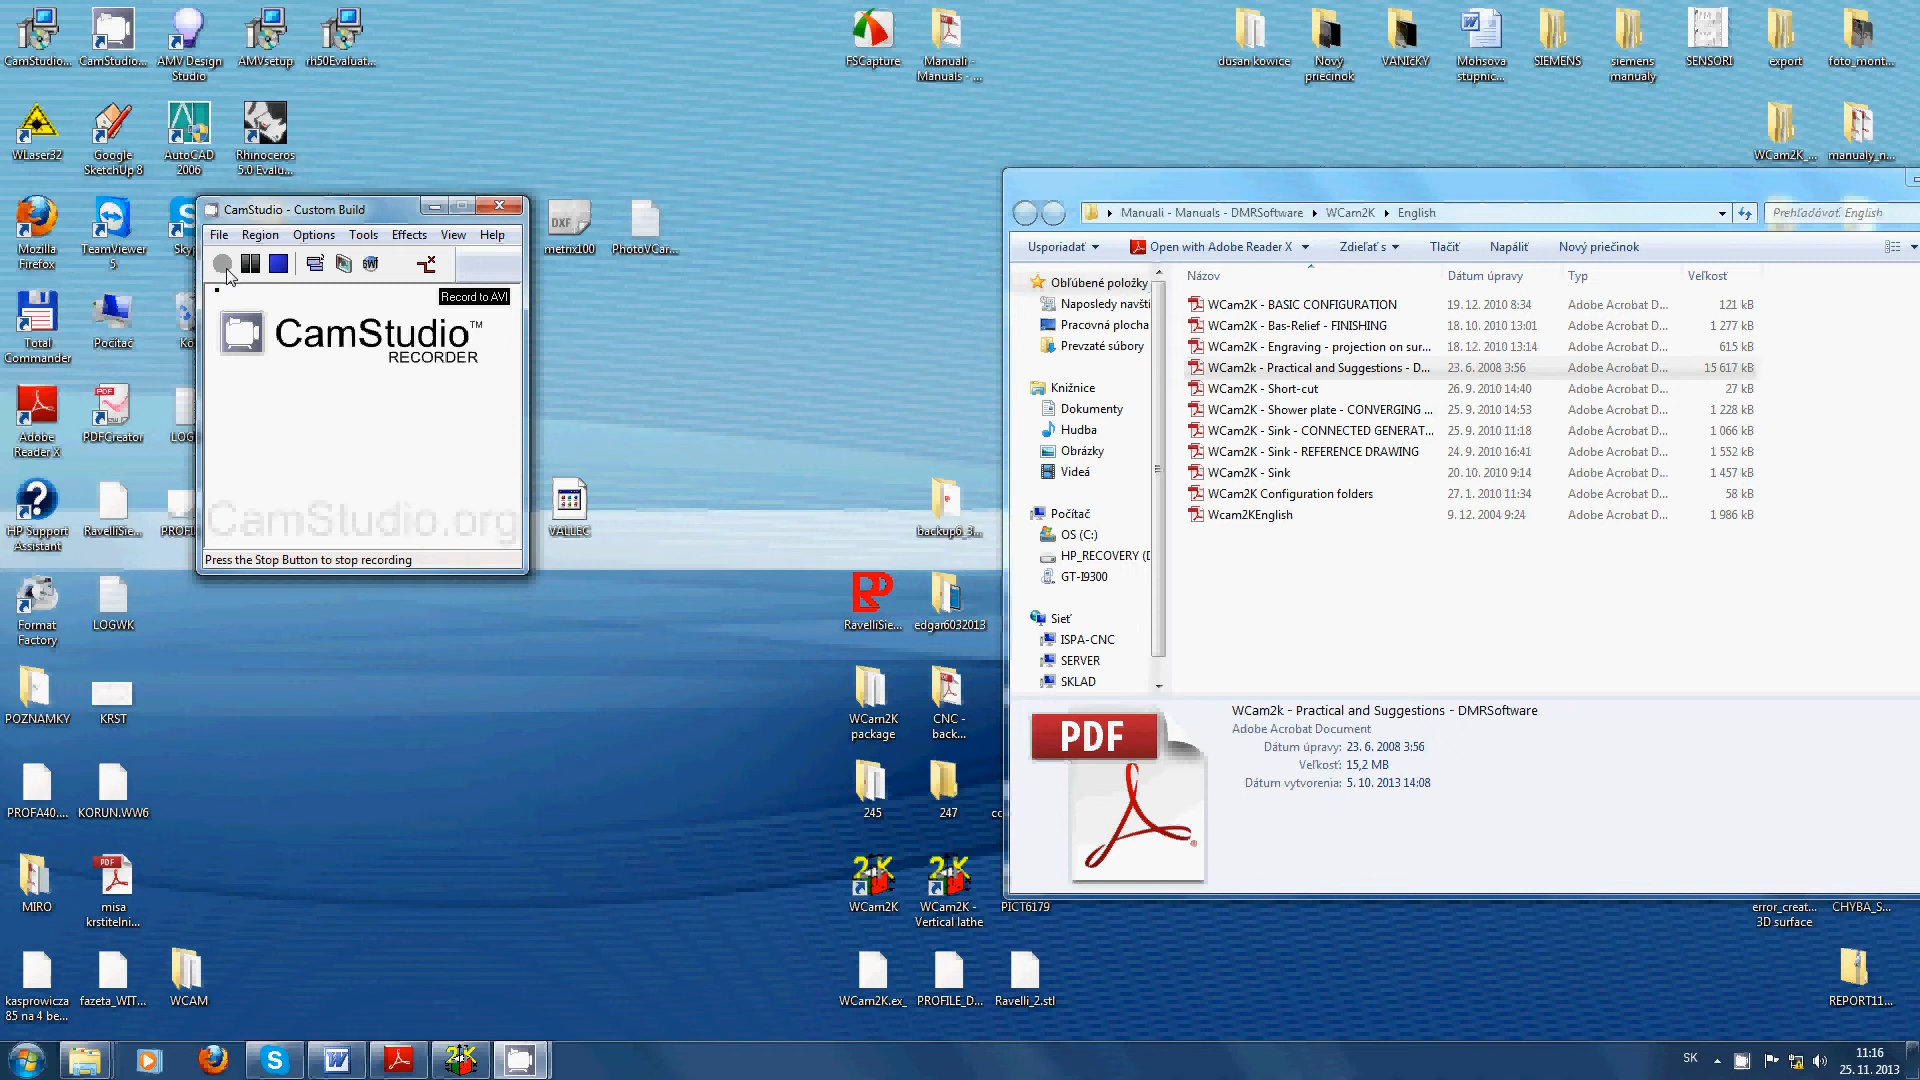 CamStudio...
CamStudio...
AMV Design Studio
AMVsetup
rh50Evaluat...
FSCapture
Manuali - Manuals - ...
dusan kowice
Nový priečinok
VANIčKY
Mohsova stupnic...
SIEMENS
siemens manualy
SENSORI
export
foto_mont...
WLaser32
Google SketchUp 8
AutoCAD 2006
Rhinoceros 5.0 Evalu...
WCam2K_...
manualy_n...
Mozilla Firefox
TeamViewer 5
metrix100
PhotoVCar...
Total Commander
Počítač
Adobe Reader X
PDFCreator
HP Support Assistant
RavelliSie...
VALLEC
backup6_3...
Format Factory
LOGWK
RavelliSie...
edgar6032013
POZNAMKY
KRST
WCam2K package
CNC - back...
PROFA40....
KORUN.WW6
245
247
MIRO
misa krstitelni...
WCam2K
WCam2K - Vertical lathe
PICT6179
error_creat... 3D surface
CHYBA_S...
kasprowicza 85 na 4 be...
fazeta_WIT...
WCAM
WCam2K.ex_
PROFILE_D...
Ravelli_2.stl
REPORT11...
CamStudio - Custom Build
File Region Options Tools Effects View Help
Record to AVI
CamStudio™
RECORDER
CamStudio.org
Press the Stop Button to stop recording
Manuali - Manuals - DMRSoftware WCam2K English
Prehľadávať: English
Usporiadať Open with Adobe Reader X Zdieľať s Tlačiť Napáliť Nový priečinok
Obľúbené položky
Naposledy navští
Pracovná plocha
Prevzaté súbory
Knižnice
Dokumenty
Hudba
Obrázky
Videá
Počítač
OS (C:)
HP_RECOVERY (D
GT-I9300
Sieť
ISPA-CNC
SERVER
SKLAD
Názov Dátum úpravy Typ Veľkosť
WCam2K - BASIC CONFIGURATION 19. 12. 2010 8:34 Adobe Acrobat D... 121 kB
WCam2K - Bas-Relief - FINISHING 18. 10. 2010 13:01 Adobe Acrobat D... 1 277 kB
WCam2K - Engraving - projection on sur... 18. 12. 2010 13:14 Adobe Acrobat D... 615 kB
WCam2k - Practical and Suggestions - D... 23. 6. 2008 3:56 Adobe Acrobat D... 15 617 kB
WCam2K - Short-cut 26. 9. 2010 14:40 Adobe Acrobat D... 27 kB
WCam2K - Shower plate - CONVERGING ... 25. 9. 2010 14:53 Adobe Acrobat D... 1 228 kB
WCam2K - Sink - CONNECTED GENERAT... 25. 9. 2010 11:18 Adobe Acrobat D... 1 066 kB
WCam2K - Sink - REFERENCE DRAWING 24. 9. 2010 16:41 Adobe Acrobat D... 1 552 kB
WCam2K - Sink 20. 10. 2010 9:14 Adobe Acrobat D... 1 457 kB
WCam2K Configuration folders 27. 1. 2010 11:34 Adobe Acrobat D... 58 kB
Wcam2KEnglish 9. 12. 2004 9:24 Adobe Acrobat D... 1 986 kB
PDF
WCam2k - Practical and Suggestions - DMRSoftware
Adobe Acrobat Document
Dátum úpravy: 23. 6. 2008 3:56
Veľkosť: 15,2 MB
Dátum vytvorenia: 5. 10. 2013 14:08
SK
11:16
25. 11. 2013